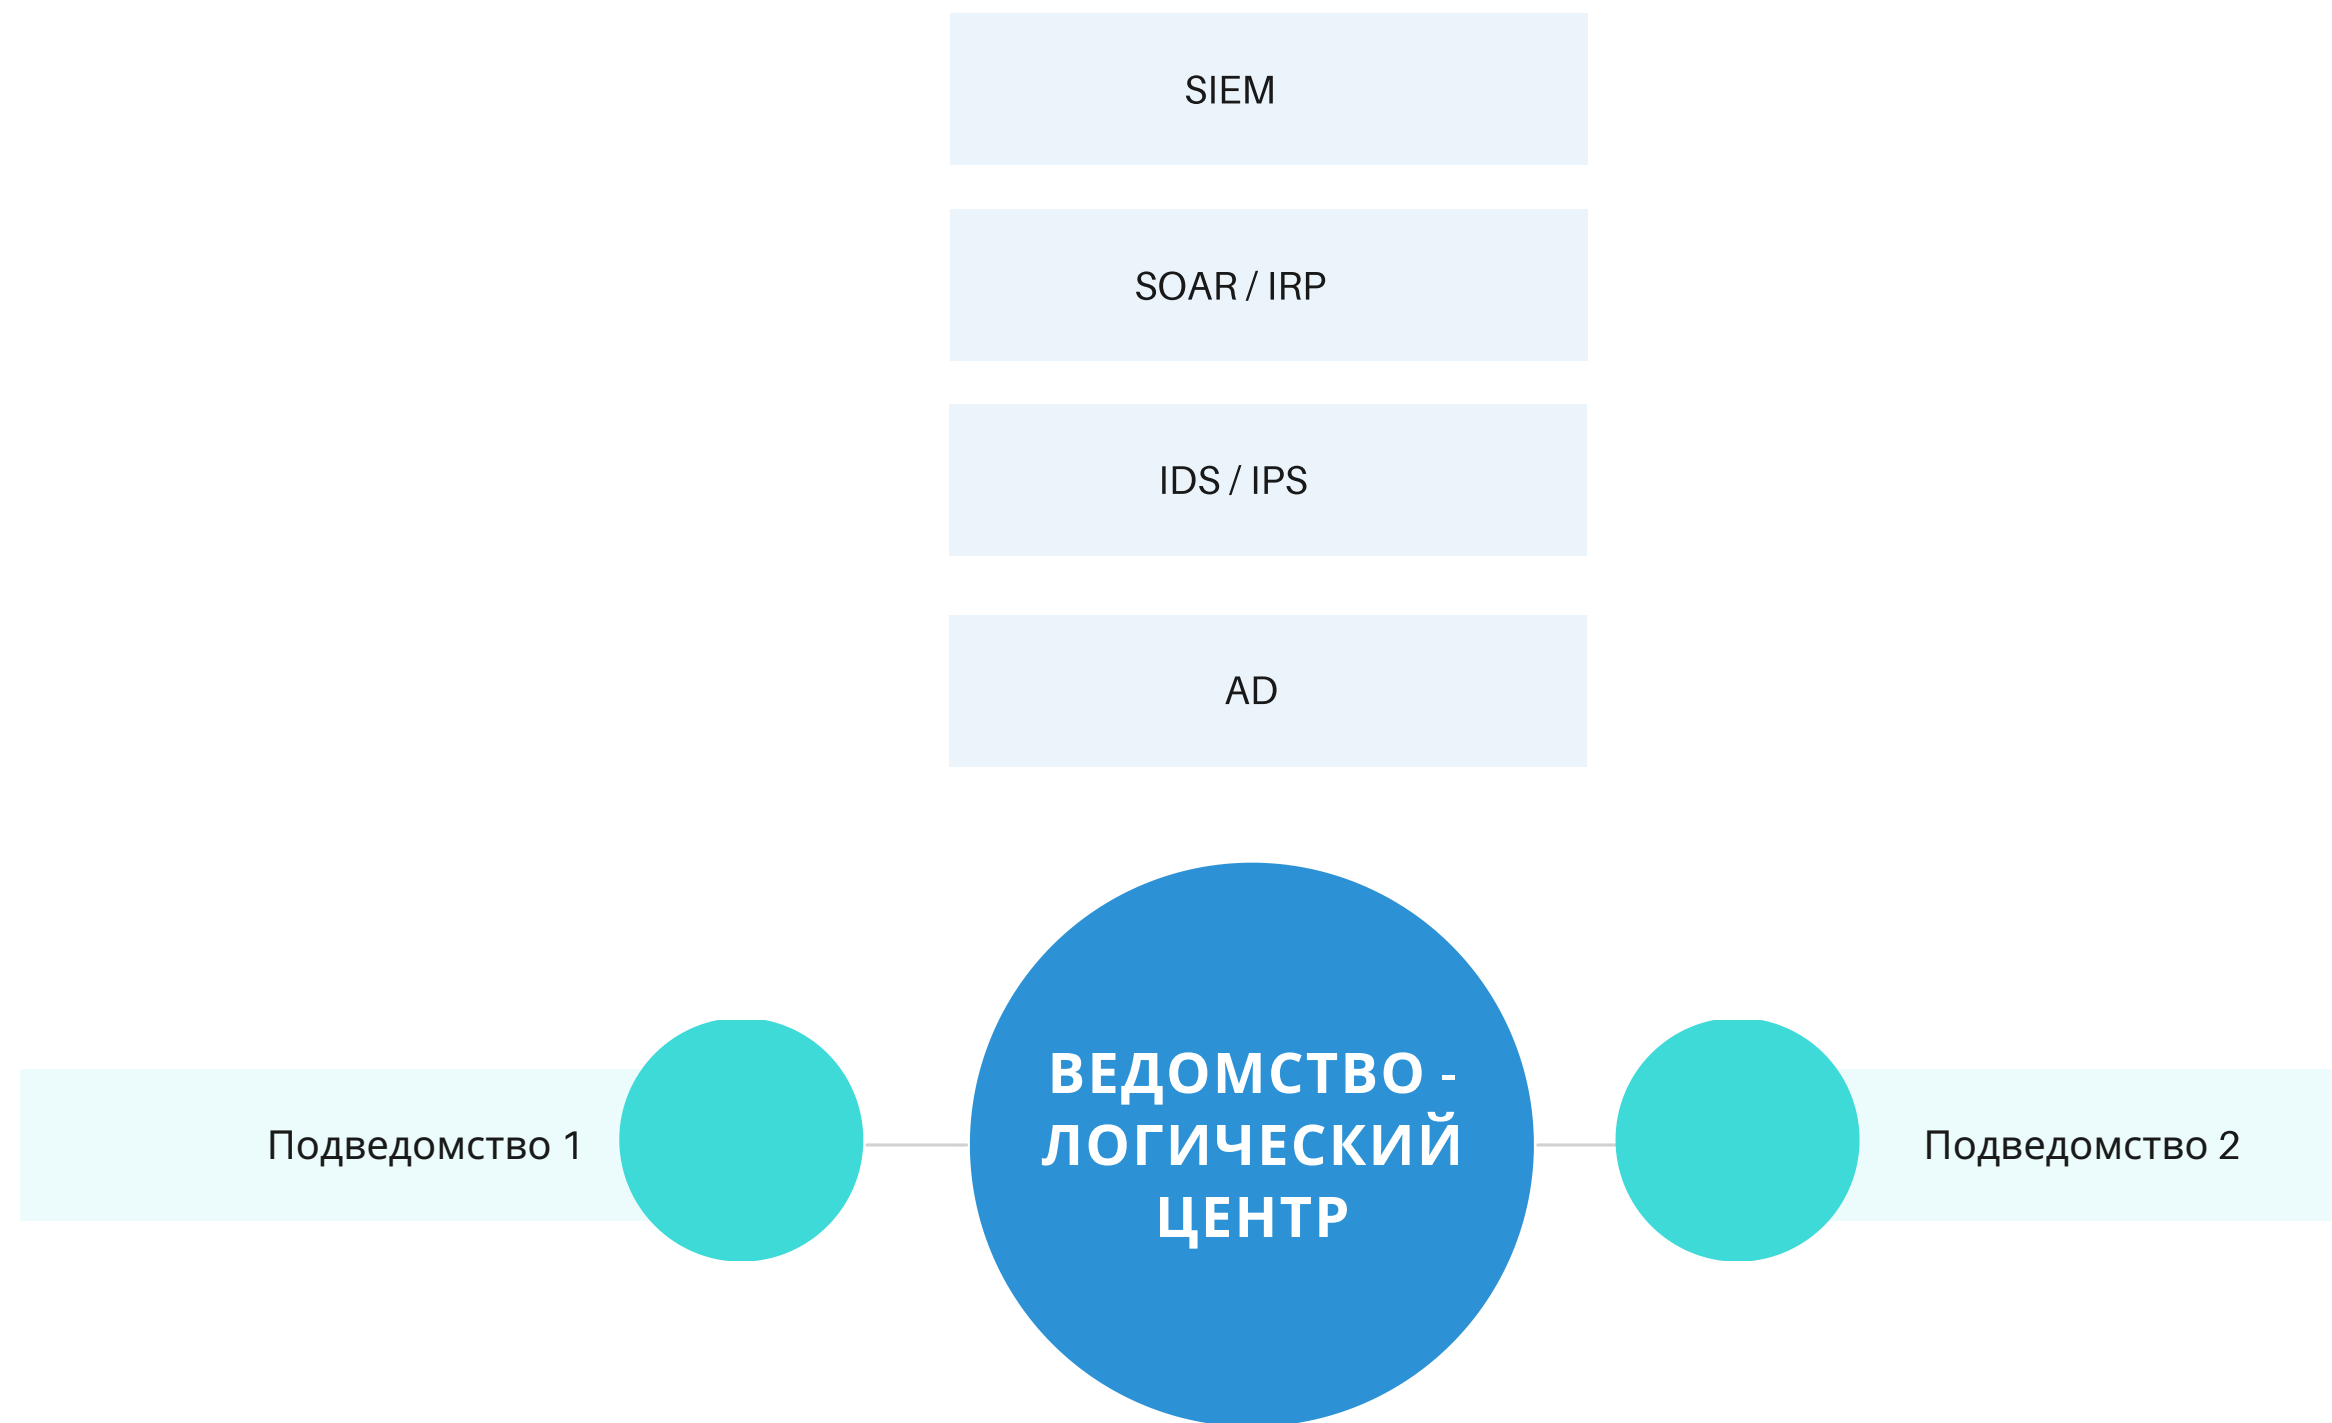 SIEM
SOAR / IRP
IDS / IPS
AD
ВЕДОМСТВО -
ЛОГИЧЕСКИЙ
ЦЕНТР
Подведомство 1
Подведомство 2